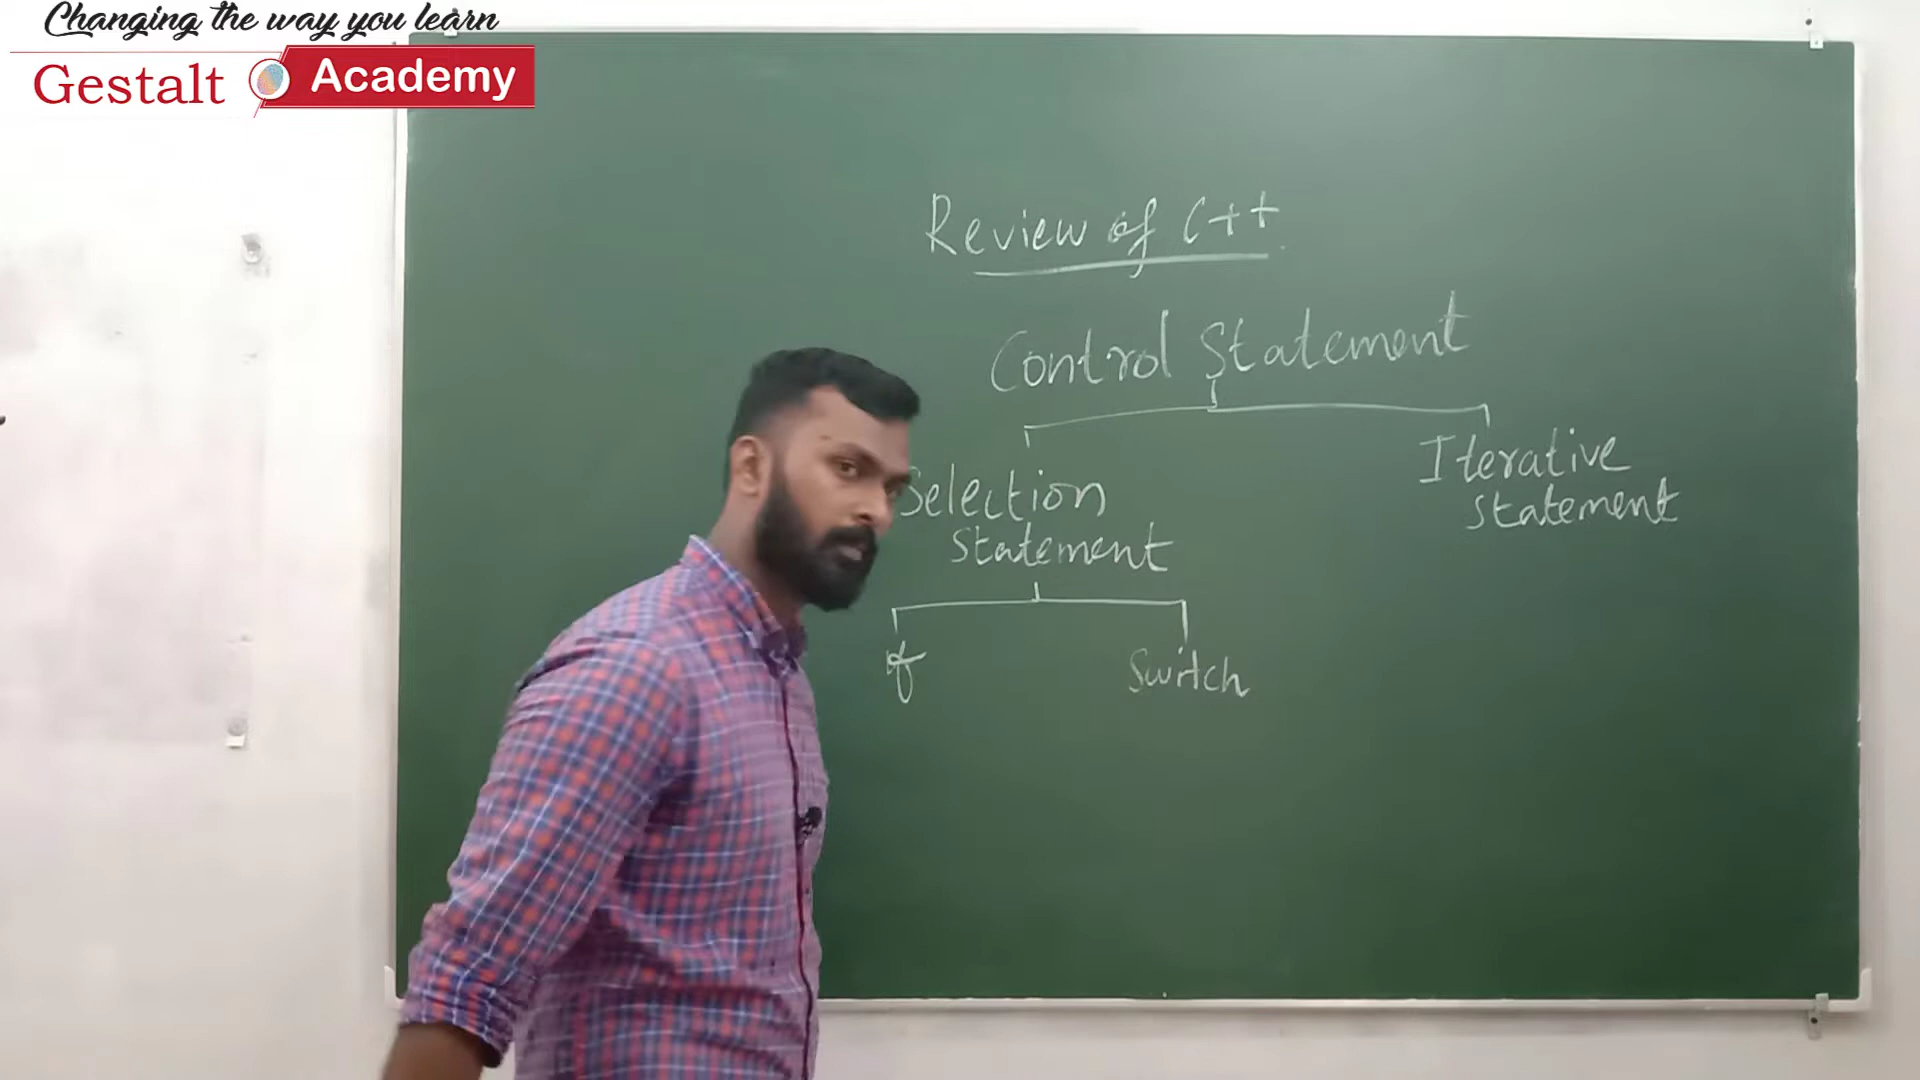 Changing the way you learn
Gestalt Academy
Review of C++
Control Statement
Selection
Statement
Iterative
Statement
if
Switch